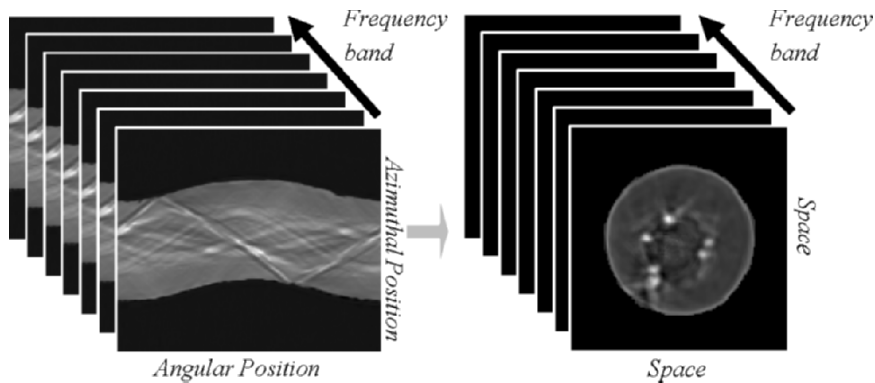 Frequency
band
Azimuthal Position
Angular Position
Frequency
band
Space
Space